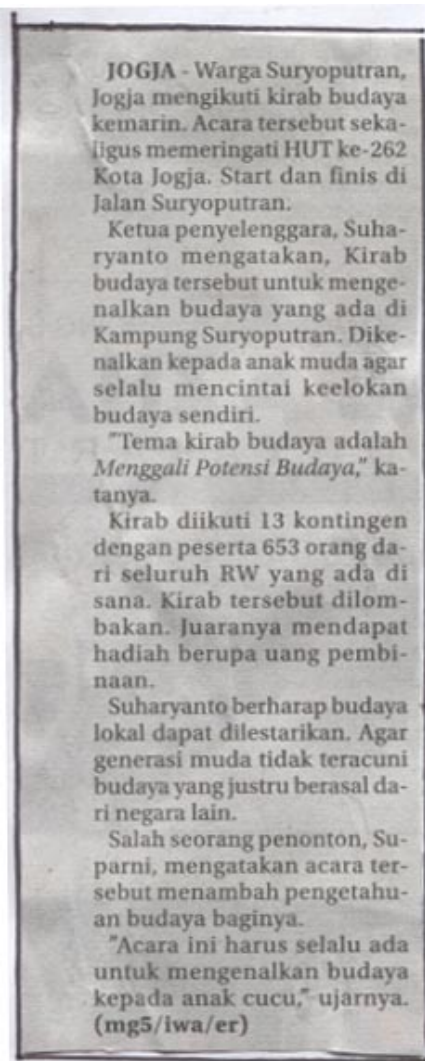 JOGJA - Warga Suryoputran,
Jogja mengikuti kirab budaya
kemarin. Acara tersebut seka-
ligus memeringati HUT ke-262
Kota Jogja. Start dan finis di
Jalan Suryoputran.
Ketua penyelenggara, Suha-
ryanto mengatakan, Kirab
budaya tersebut untuk menge-
nalkan budaya yang ada di
Kampung Suryoputran. Dike-
nalkan kepada anak muda agar
selalu mencintai keelokan
budaya sendiri.
"Tema kirab budaya adalah
Menggali Potensi Budaya," ka-
tanya.
Kirab diikuti 13 kontingen
dengan peserta 653 orang da-
ri seluruh RW yang ada di
sana. Kirab tersebut dilom-
bakan. Juaranya mendapat
hadiah berupa uang pembi-
naan.
Suharyanto berharap budaya
lokal dapat dilestarikan. Agar
generasi muda tidak teracuni
budaya yang justru berasal da-
ri negara lain.
Salah seorang penonton, Su-
parni, mengatakan acara ter-
sebut menambah pengetahu-
an budaya baginya.
"Acara ini harus selalu ada
untuk mengenalkan budaya
kepada anak cucu," ujarnya.
(mg5/iwa/er)